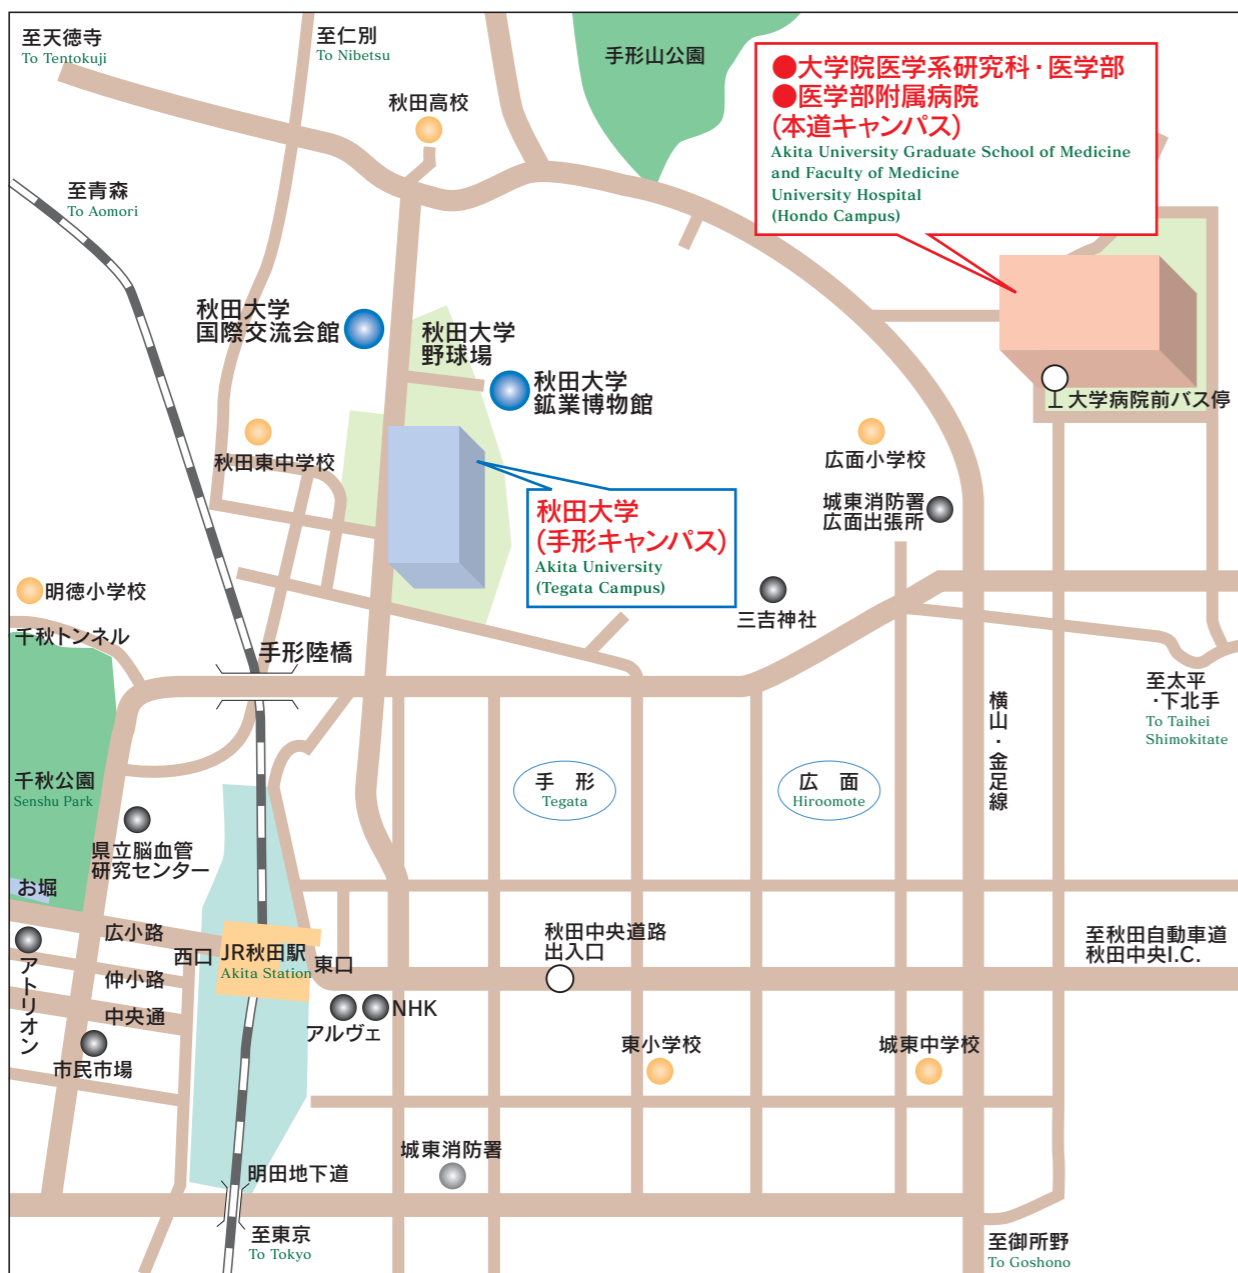 至天徳寺
To Tentokuji
至仁別
To Nibetsu
手形山公園
秋田高校
●大学院医学系研究科・医学部
●医学部附属病院
(本道キャンパス)
Akita University Graduate School of Medicine
and Faculty of Medicine
University Hospital
(Hondo Campus)
至青森
To Aomori
秋田大学
国際交流会館
秋田大学
野球場
秋田大学
鉱業博物館
大学病院前バス停
秋田東中学校
広面小学校
城東消防署
広面出張所
秋田大学
(手形キャンパス)
Akita University
(Tegata Campus)
明徳小学校
三吉神社
千秋トンネル
手形陸橋
至太平
・下北手
To Taihei
Shimokitate
横山・金足線
千秋公園
Senshu Park
手 形
Tegata
広 面
Hiroomote
県立脳血管
研究センター
お堀
広小路
西口
JR秋田駅
Akita Station
東口
秋田中央道路
出入口
至秋田自動車道
秋田中央I.C.
アトリオン
仲小路
中央通
NHK
アルヴェ
市民市場
東小学校
城東中学校
城東消防署
明田地下道
至東京
To Tokyo
至御所野
To Goshono